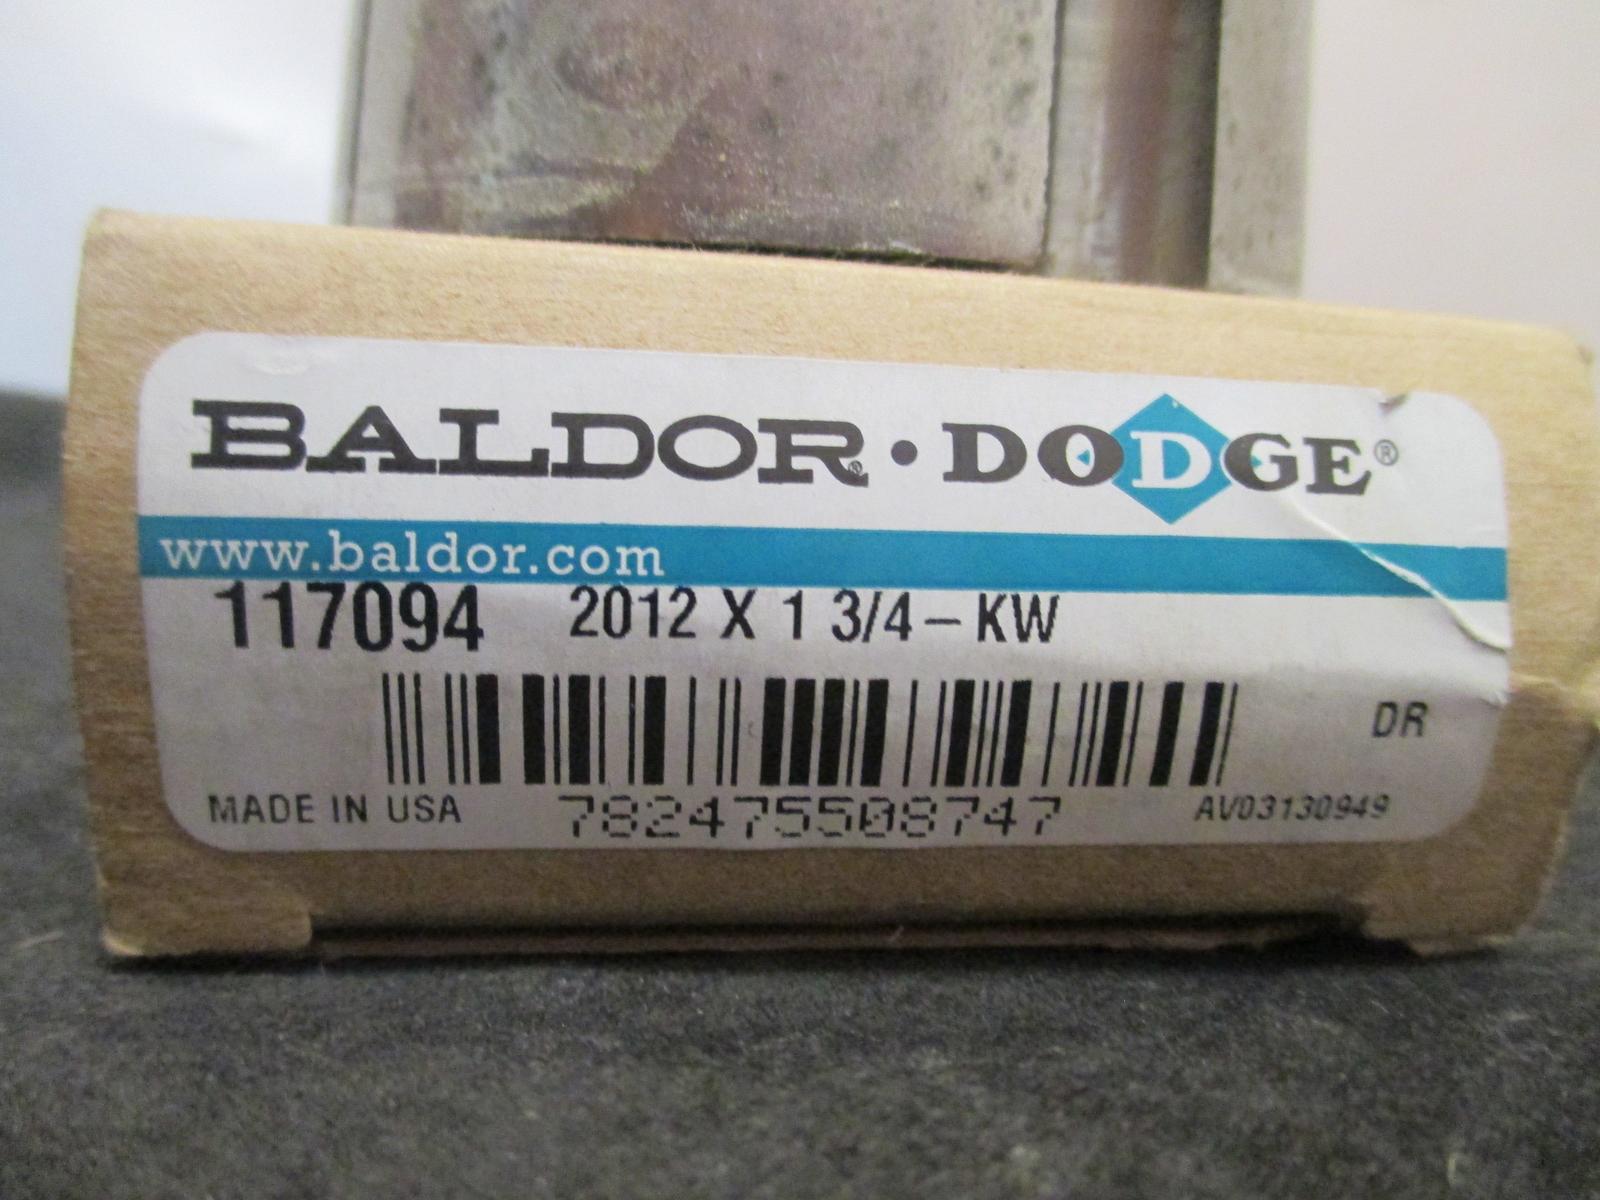 BALDOR® • DODGE®
www.baldor.com
117094 2012 X 1 3/4 – KW
DR
MADE IN USA 782475508747 AV03130949